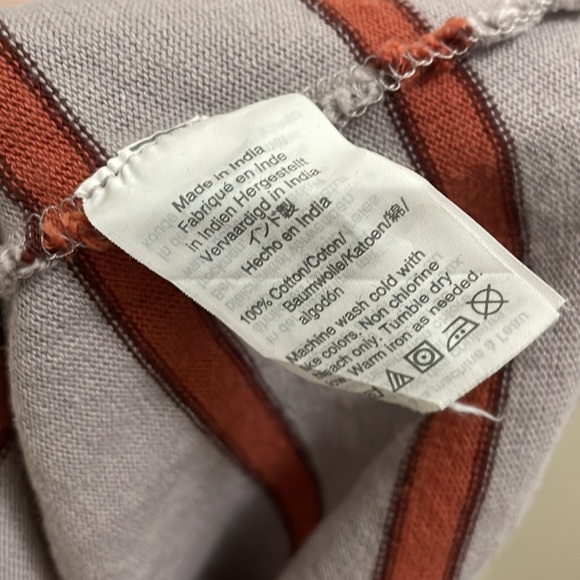 Made in India
Fabriqué en Inde
in Indien Hergestellt
Vervaardigd in India
インド製
Hecho en India
100% Cotton/Coton/
Baumwolle/Katoen/綿/
algodón
Machine wash cold with
like colors. Non chlorine
bleach only. Tumble dry
low. Warm iron as needed.